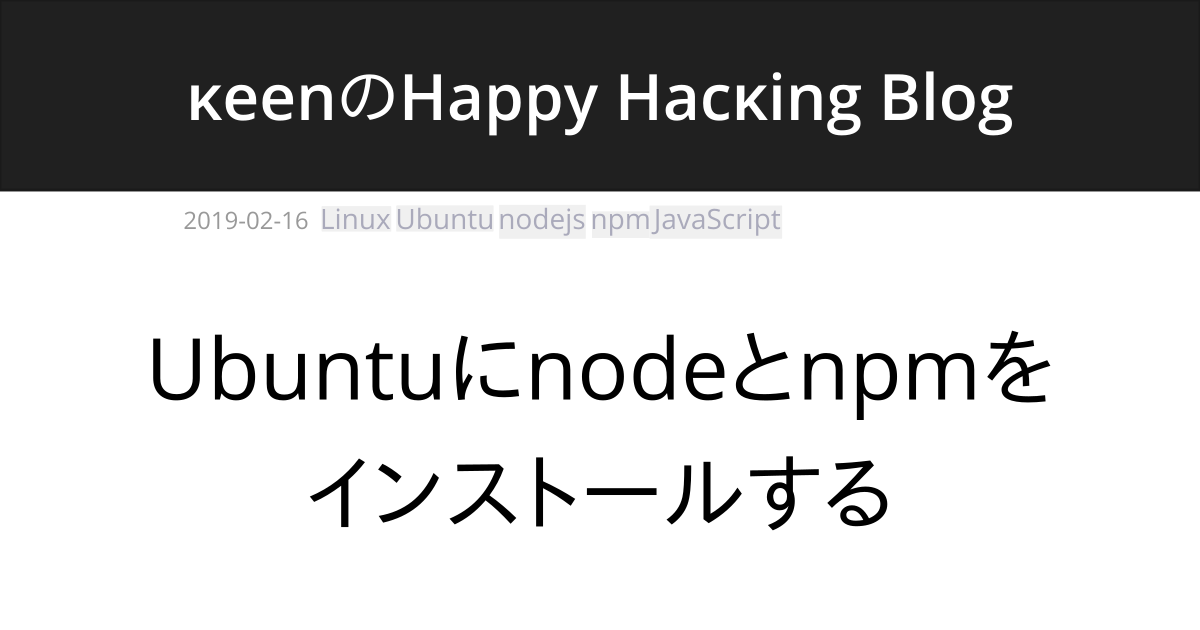 κeenのHappy Hacκing Blog
2019-02-16 Linux Ubuntu nodejs npm JavaScript
Ubuntuにnodeとnpmを
インストールする